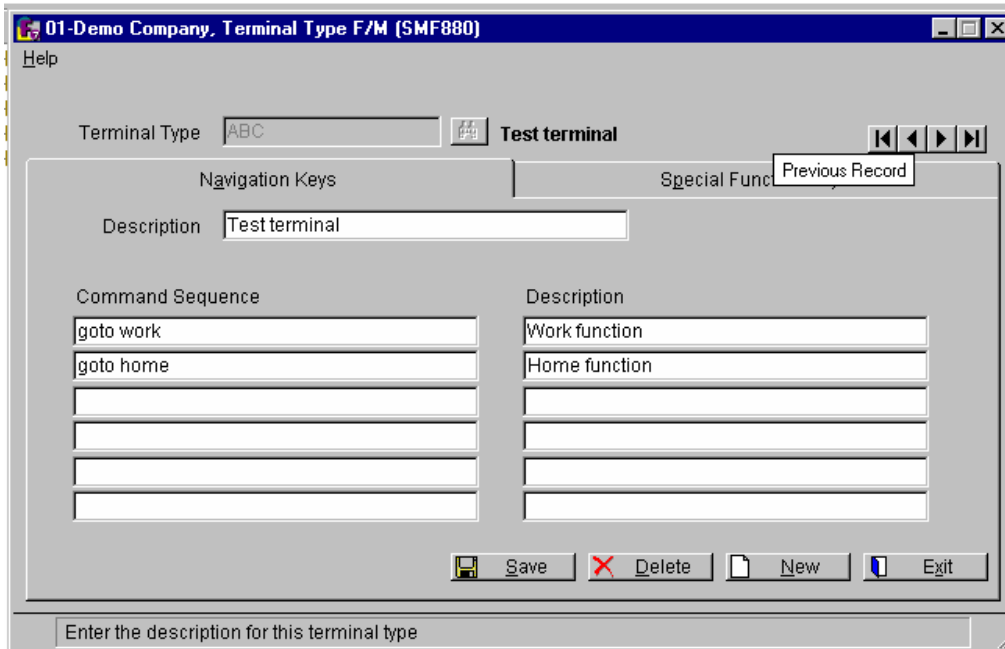 01-Demo Company, Terminal Type F/M (SMF880)
Help
Terminal Type ABC Test terminal
Previous Record
Navigation Keys Special Func
Description Test terminal
Command Sequence Description
goto work Work function
goto home Home function
Save Delete New Exit
Enter the description for this terminal type